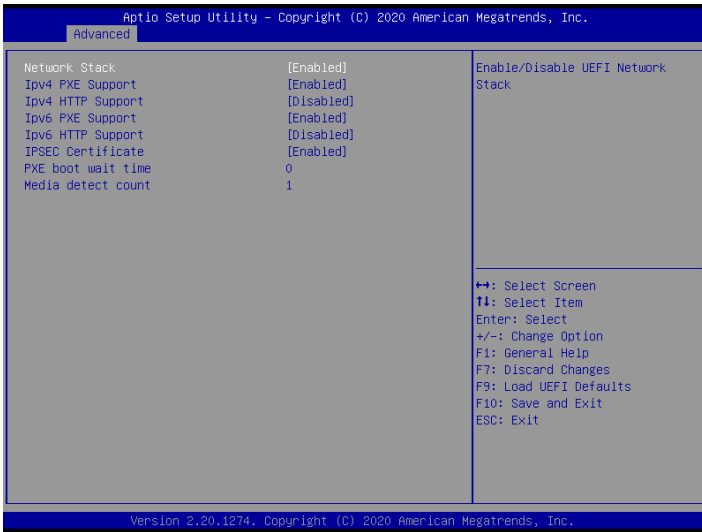 Aptio Setup Utility – Copyright (C) 2020 American Megatrends, Inc.
Advanced
Network Stack [Enabled]
Ipv4 PXE Support [Enabled]
Ipv4 HTTP Support [Disabled]
Ipv6 PXE Support [Enabled]
Ipv6 HTTP Support [Disabled]
IPSEC Certificate [Enabled]
PXE boot wait time 0
Media detect count 1
Enable/Disable UEFI Network
Stack
↔: Select Screen
↑↓: Select Item
Enter: Select
+/-: Change Option
F1: General Help
F7: Discard Changes
F9: Load UEFI Defaults
F10: Save and Exit
ESC: Exit
Version 2.20.1274. Copyright (C) 2020 American Megatrends, Inc.